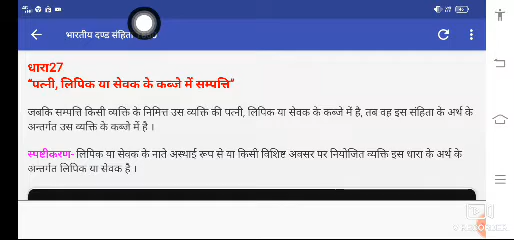 भारतीय दण्ड संहिता
धारा 27
“पत्नी, लिपिक या सेवक के कब्जे में सम्पत्ति”
जबकि सम्पत्ति किसी व्यक्ति के निमित्त उस व्यक्ति की पत्नी, लिपिक या सेवक के कब्जे में है, तब वह इस संहिता के अर्थ के
अन्तर्गत उस व्यक्ति के कब्जे में है ।
स्पष्टीकरण- लिपिक या सेवक के नाते अस्थाई रूप से या किसी विशिष्ट अवसर पर नियोजित व्यक्ति इस धारा के अर्थ के
अन्तर्गत लिपिक या सेवक है ।